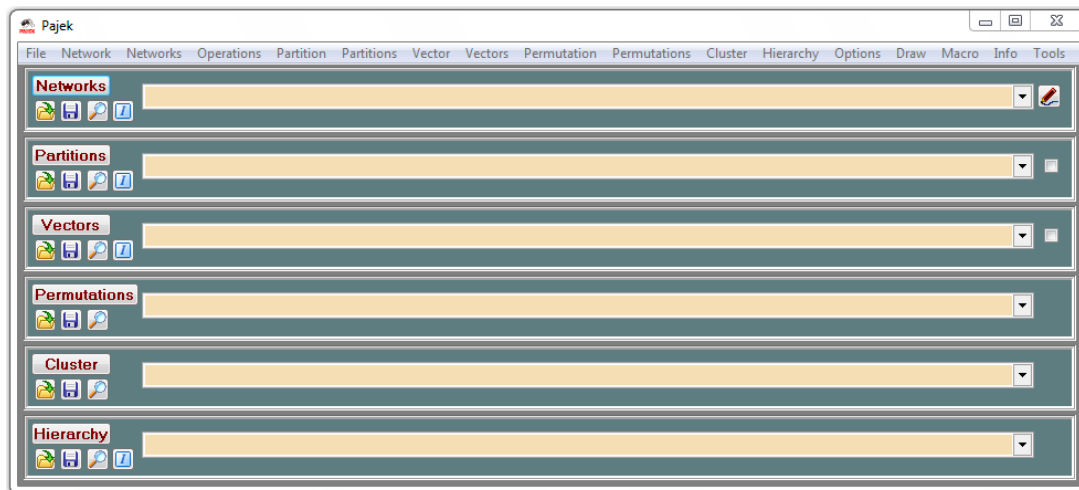 Pajek
File Network Networks Operations Partition Partitions Vector Vectors Permutation Permutations Cluster Hierarchy Options Draw Macro Info Tools
Networks
Partitions
Vectors
Permutations
Cluster
Hierarchy